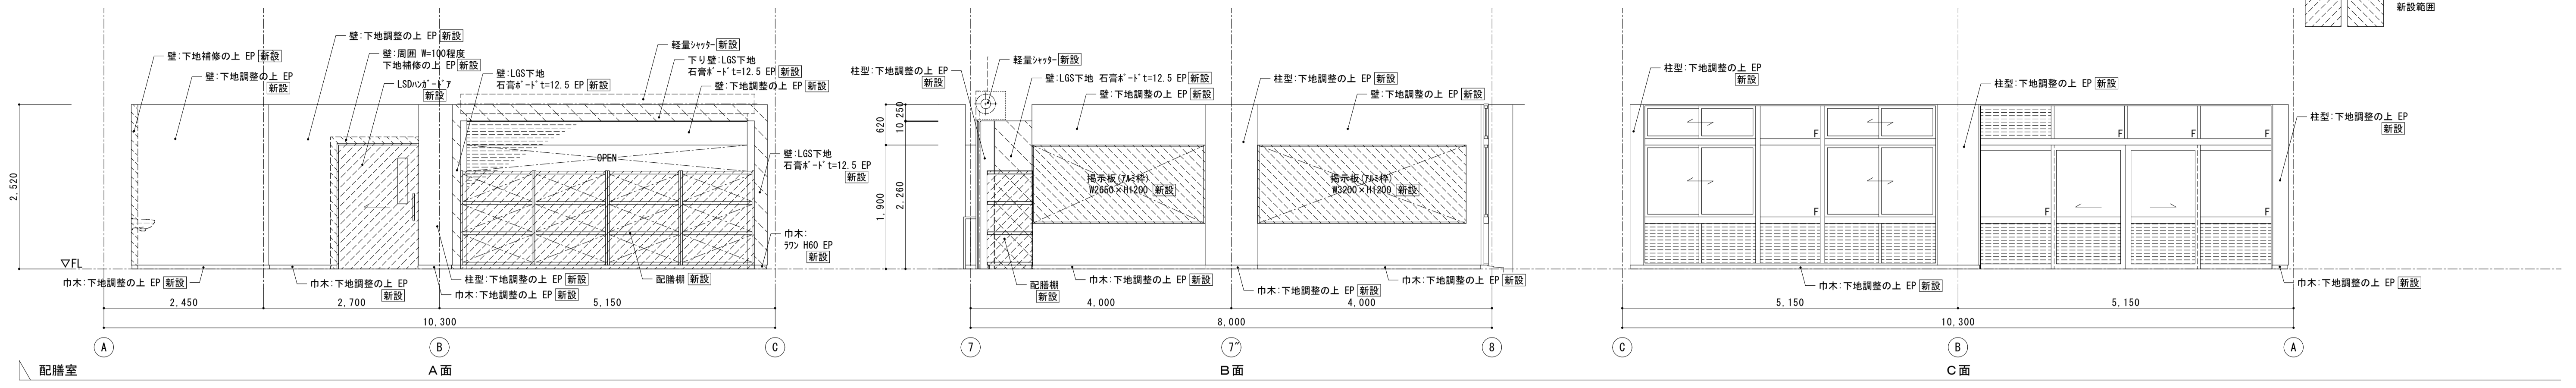 新設範囲
壁:下地補修の上 EP 新設
壁:下地調整の上 EP
新設
壁:下地調整の上 EP 新設
壁:周囲 W=100程度
下地補修の上 EP 新設
LSDﾊﾝｶﾞｰﾄﾞｱ
新設
壁:LGS下地
石膏ﾎﾞｰﾄﾞt=12.5 EP 新設
軽量ｼｬｯﾀｰ 新設
下り壁:LGS下地
石膏ﾎﾞｰﾄﾞt=12.5 EP 新設
壁:下地調整の上 EP 新設
OPEN
壁:LGS下地
石膏ﾎﾞｰﾄﾞt=12.5 EP
新設
巾木:
ﾗﾜﾝ H60 EP
新設
2,520
▽FL
巾木:下地調整の上 EP 新設
巾木:下地調整の上 EP
新設
柱型:下地調整の上 EP 新設
巾木:下地調整の上 EP 新設
配膳棚 新設
2,450
2,700
5,150
10,300
A
B
C
A面
柱型:下地調整の上 EP
新設
軽量ｼｬｯﾀｰ 新設
壁:LGS下地 石膏ﾎﾞｰﾄﾞt=12.5 EP 新設
壁:下地調整の上 EP 新設
柱型:下地調整の上 EP 新設
壁:下地調整の上 EP 新設
620
10,250
1,900
2,260
掲示板(ｱﾙﾐ枠)
W2650×H1200 新設
掲示板(ｱﾙﾐ枠)
W3200×H1200 新設
配膳棚
新設
巾木:下地調整の上 EP 新設
巾木:下地調整の上 EP 新設
巾木:下地調整の上 EP 新設
4,000
4,000
8,000
7
7"
8
B面
柱型:下地調整の上 EP
新設
柱型:下地調整の上 EP 新設
柱型:下地調整の上 EP
新設
F
F
F
F
F
F
F
巾木:下地調整の上 EP 新設
巾木:下地調整の上 EP 新設
5,150
5,150
10,300
C
B
A
C面
配膳室